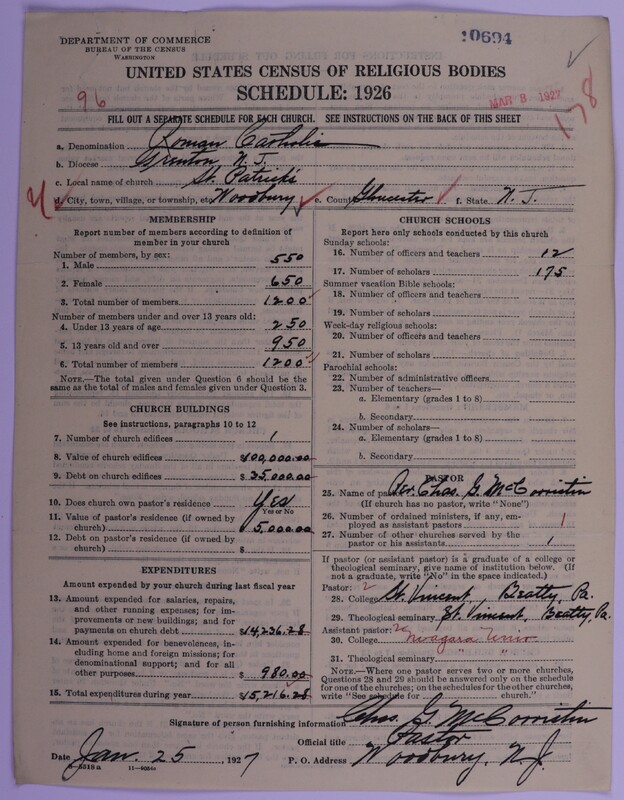 DEPARTMENT OF COMMERCE
BUREAU OF THE CENSUS
WASHINGTON
10694
UNITED STATES CENSUS OF RELIGIOUS BODIES
SCHEDULE: 1926
96
MAR 8 1927
178
FILL OUT A SEPARATE SCHEDULE FOR EACH CHURCH. SEE INSTRUCTIONS ON THE BACK OF THIS SHEET
a. Denomination Roman Catholic
b. Diocese Trenton, N. J.
c. Local name of church St. Patrick's
d. City, town, village, or township, etc. Woodbury e. County Gloucester f. State N. J.
MEMBERSHIP
Report number of members according to definition of
member in your church
Number of members, by sex:
1. Male 550
2. Female 650
3. Total number of members 1200
Number of members under and over 13 years old:
4. Under 13 years of age 250
5. 13 years old and over 950
6. Total number of members 1200
NOTE.—The total given under Question 6 should be the
same as the total of males and females given under Question 3.
CHURCH BUILDINGS
See instructions, paragraphs 10 to 12
7. Number of church edifices 1
8. Value of church edifices $100,000.00
9. Debt on church edifices $35,000.00
10. Does church own pastor's residence Yes
Yes or No
11. Value of pastor's residence (if owned by
church) $5,000.00
12. Debt on pastor's residence (if owned by
church) $
EXPENDITURES
Amount expended by your church during last fiscal year
13. Amount expended for salaries, repairs,
and other running expenses; for im-
provements or new buildings; and for
payments on church debt $14,236.28
14. Amount expended for benevolences, in-
cluding home and foreign missions; for
denominational support; and for all
other purposes $980.00
15. Total expenditures during year $15,216.28
CHURCH SCHOOLS
Report here only schools conducted by this church
Sunday schools:
16. Number of officers and teachers 12
17. Number of scholars 175
Summer vacation Bible schools:
18. Number of officers and teachers
19. Number of scholars
Week-day religious schools:
20. Number of officers and teachers
21. Number of scholars
Parochial schools:
22. Number of administrative officers
23. Number of teachers—
a. Elementary (grades 1 to 8)
b. Secondary
24. Number of scholars—
a. Elementary (grades 1 to 8)
b. Secondary
PASTOR
25. Name of pastor Rev. Chas. G. McCorristin
(If church has no pastor, write "None")
26. Number of ordained ministers, if any, em-
ployed as assistant pastors 1
27. Number of other churches served by the
pastor or his assistants 1
If pastor (or assistant pastor) is a graduate of a college or
theological seminary, give name of institution below. (If
not a graduate, write "No" in the space indicated.)
Pastor: 2
28. College St. Vincent, Beatty, Pa.
29. Theological seminary St. Vincent, Beatty, Pa.
Assistant pastor: 2
30. College Niagara Univ
31. Theological seminary " "
NOTE.—Where one pastor serves two or more churches,
Questions 28 and 29 should be answered only on the schedule
for one of the churches; on the schedules for the other churches,
write "See schedule for church."
Signature of person furnishing information Chas. G. McCorristin
Official title Pastor
Date Jan. 25, 1927 P. O. Address Woodbury, N. J.
8—5518 a 11—9554